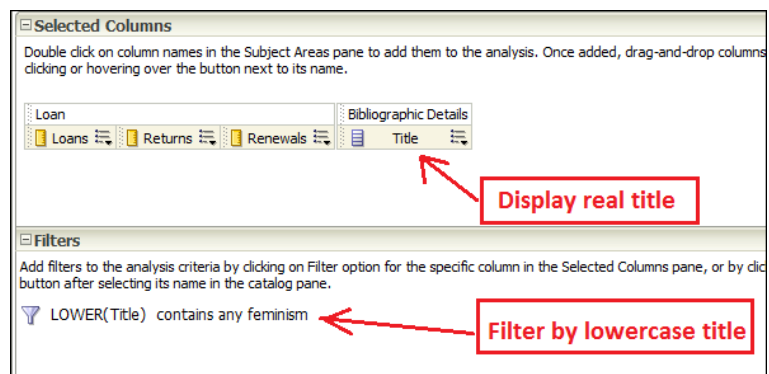 Selected Columns
Double click on column names in the Subject Areas pane to add them to the analysis. Once added, drag-and-drop columns
clicking or hovering over the button next to its name.
Loan
Bibliographic Details
Loans
Returns
Renewals
Title
Display real title
Filters
Add filters to the analysis criteria by clicking on Filter option for the specific column in the Selected Columns pane, or by clic
button after selecting its name in the catalog pane.
LOWER(Title) contains any feminism
Filter by lowercase title